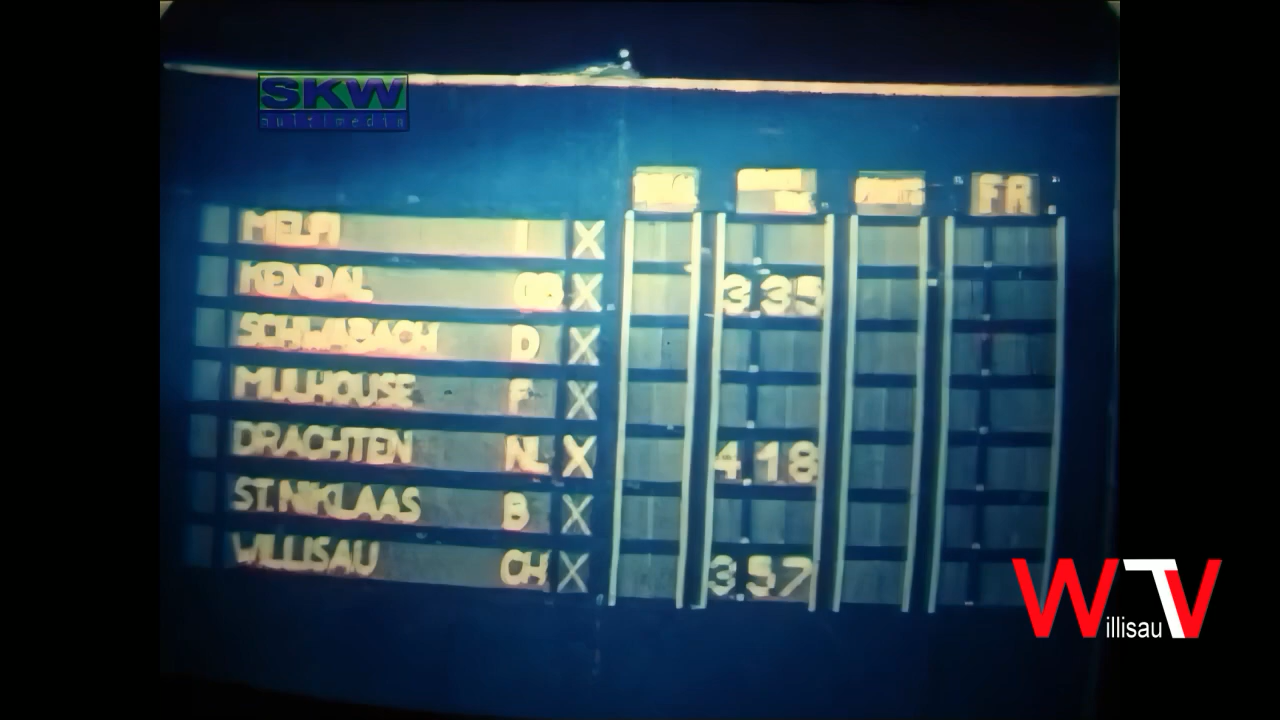 SKW
multimedia
FR
MELFI I X
KENDAL GB X 3 35
SCHWABACH D X
MULHOUSE F X
DRACHTEN NL X 4 18
ST. NIKLAAS B X
WILLISAU CH X 3 57
WTV
illisau